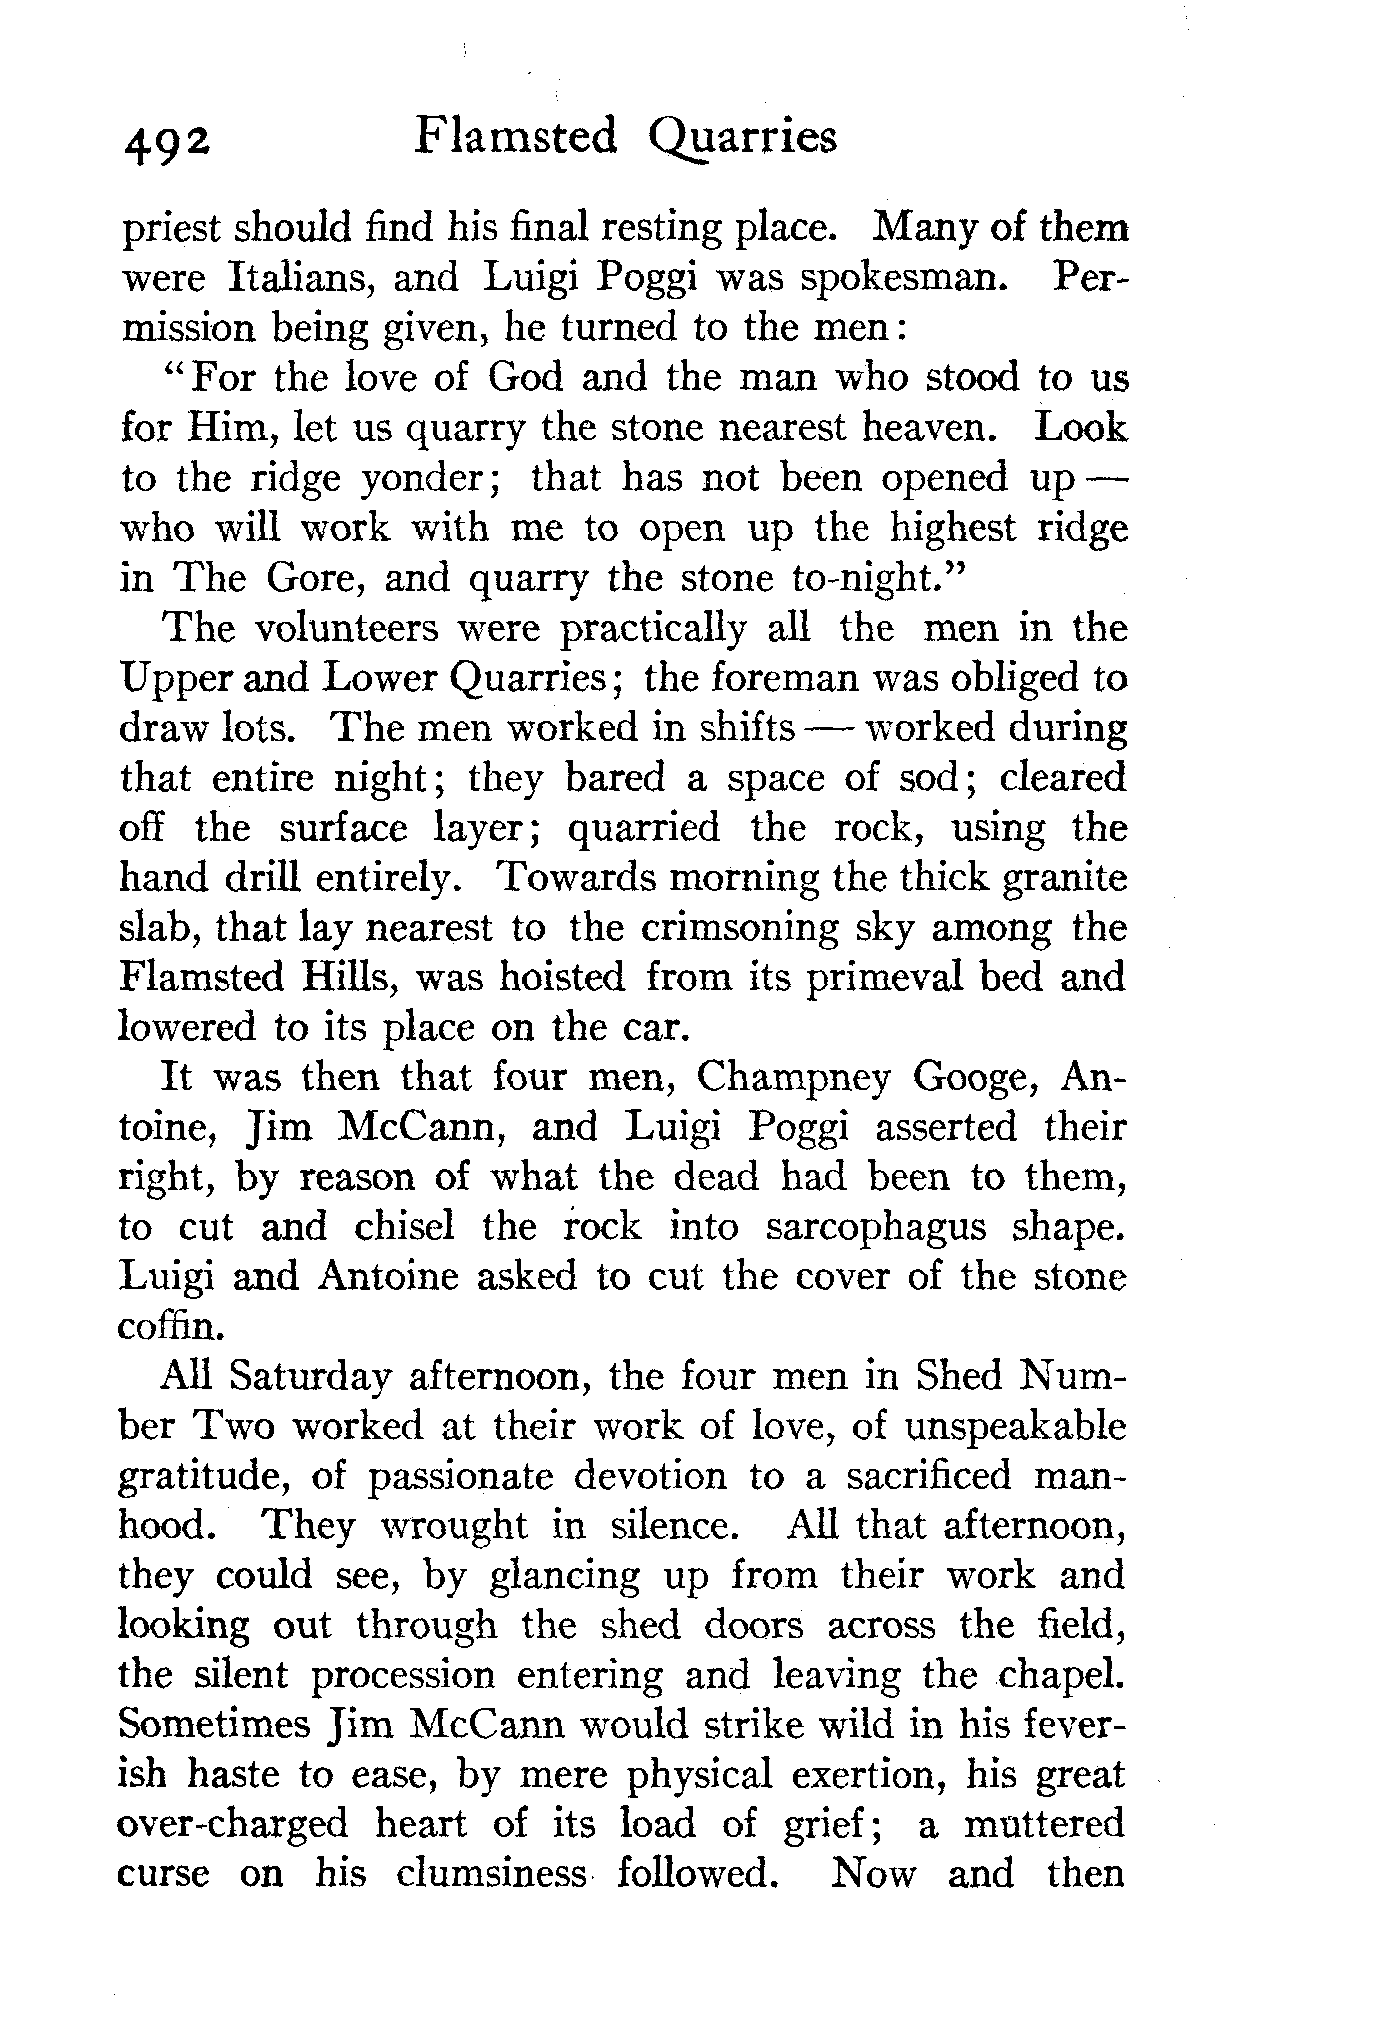 492 Flamsted Quarries
priest should find his final resting place. Many of them
were Italians, and Luigi Poggi was spokesman. Per-
mission being given, he turned to the men:
"For the love of God and the man who stood to us
for Him, let us quarry the stone nearest heaven. Look
to the ridge yonder; that has not been opened up —
who will work with me to open up the highest ridge
in The Gore, and quarry the stone to-night."
The volunteers were practically all the men in the
Upper and Lower Quarries; the foreman was obliged to
draw lots. The men worked in shifts — worked during
that entire night; they bared a space of sod; cleared
off the surface layer; quarried the rock, using the
hand drill entirely. Towards morning the thick granite
slab, that lay nearest to the crimsoning sky among the
Flamsted Hills, was hoisted from its primeval bed and
lowered to its place on the car.
It was then that four men, Champney Googe, An-
toine, Jim McCann, and Luigi Poggi asserted their
right, by reason of what the dead had been to them,
to cut and chisel the rock into sarcophagus shape.
Luigi and Antoine asked to cut the cover of the stone
coffin.
All Saturday afternoon, the four men in Shed Num-
ber Two worked at their work of love, of unspeakable
gratitude, of passionate devotion to a sacrificed man-
hood. They wrought in silence. All that afternoon,
they could see, by glancing up from their work and
looking out through the shed doors across the field,
the silent procession entering and leaving the chapel.
Sometimes Jim McCann would strike wild in his fever-
ish haste to ease, by mere physical exertion, his great
over-charged heart of its load of grief; a muttered
curse on his clumsiness followed. Now and then